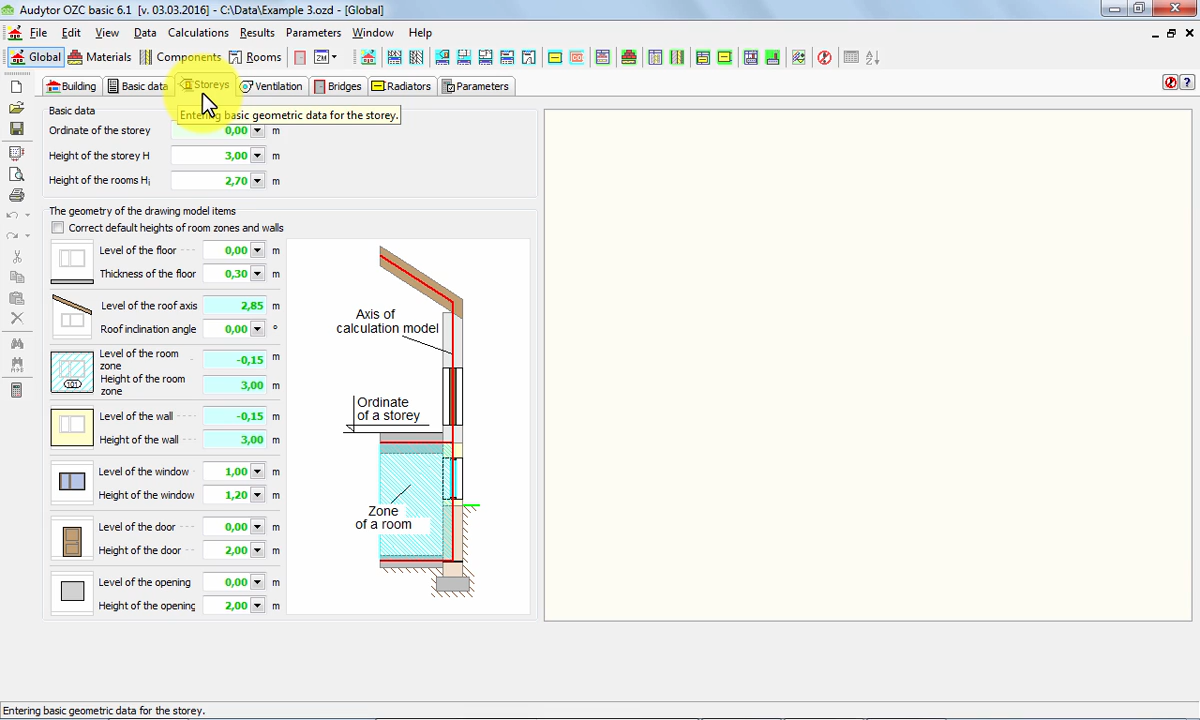 Audytor OZC basic 6.1 [v. 03.03.2016] - C:\Data\Example 3.ozd - [Global]
File Edit View Data Calculations Results Parameters Window Help
Global Materials Components Rooms ZM
Building Basic data Storeys Ventilation Bridges Radiators Parameters
Basic data
Entering basic geometric data for the storey.
Ordinate of the storey 0,00 m
Height of the storey H 3,00 m
Height of the rooms Hi 2,70 m
The geometry of the drawing model items
Correct default heights of room zones and walls
Level of the floor 0,00 m
Thickness of the floor 0,30 m
Level of the roof axis 2,85 m
Roof inclination angle 0,00 °
Level of the room
zone -0,15 m
Height of the room
zone 3,00 m
101
Level of the wall -0,15 m
Height of the wall 3,00 m
Level of the window 1,00 m
Height of the window 1,20 m
Level of the door 0,00 m
Height of the door 2,00 m
Level of the opening 0,00 m
Height of the opening 2,00 m
Axis of
calculation model
Ordinate
of a storey
Zone
of a room
Entering basic geometric data for the storey.